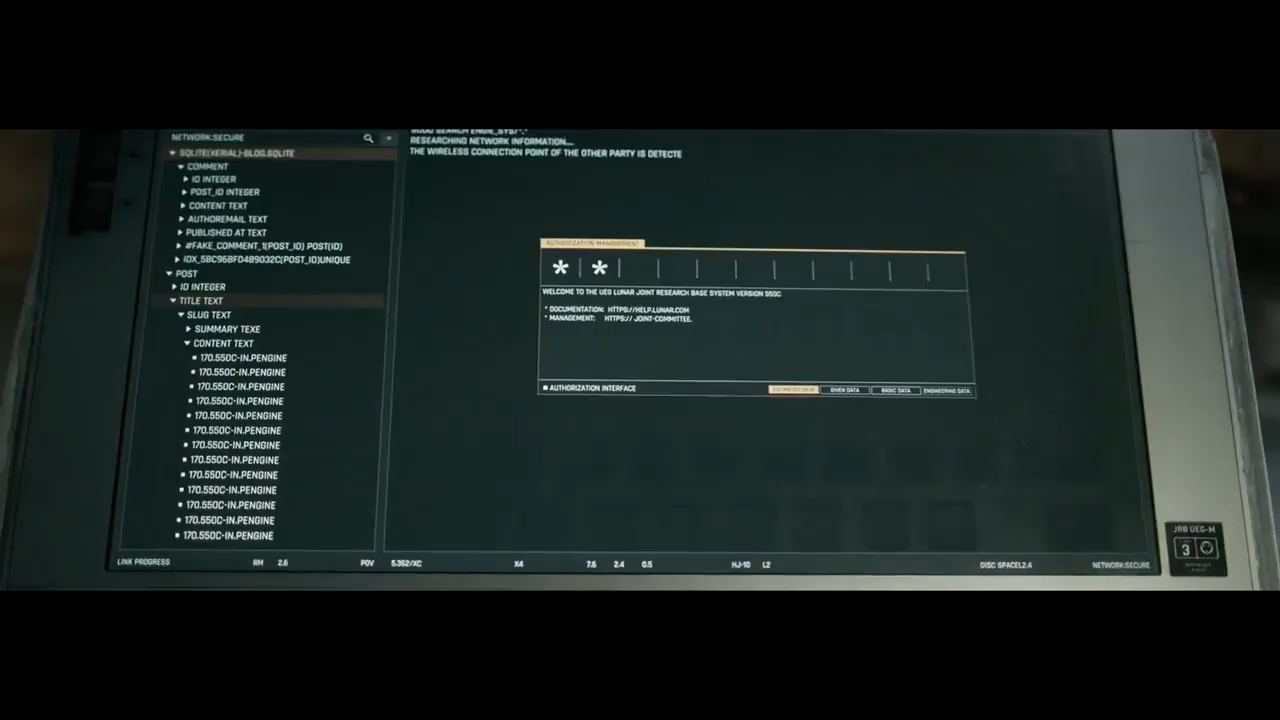 NETWORK:SECURE
SQLITE(XERIAL)-BLOG.SQLITE
COMMENT
ID INTEGER
POST_ID INTEGER
CONTENT TEXT
AUTHOREMAIL TEXT
PUBLISHED AT TEXT
#FAKE_COMMENT_1(POST_ID) POST(ID)
IDX_5BC96BFD489032C(POST_ID)UNIQUE
POST
ID INTEGER
TITLE TEXT
SLUG TEXT
SUMMARY TEXE
CONTENT TEXT
170.550C-IN.PENGINE
170.550C-IN.PENGINE
170.550C-IN.PENGINE
170.550C-IN.PENGINE
170.550C-IN.PENGINE
170.550C-IN.PENGINE
170.550C-IN.PENGINE
170.550C-IN.PENGINE
170.550C-IN.PENGINE
170.550C-IN.PENGINE
170.550C-IN.PENGINE
170.550C-IN.PENGINE
170.550C-IN.PENGINE
SUDO SEARCH
RESEARCHING NETWORK INFORMATION...
THE WIRELESS CONNECTION POINT OF THE OTHER PARTY IS DETECTE
AUTHORIZATION MANAGEMENT
* *
WELCOME TO THE UEG LUNAR JOINT RESEARCH BASE SYSTEM VERSION 550C
* DOCUMENTATION: HTTPS://HELP.LUNAR.COM
* MANAGEMENT: HTTPS:// JOINT-COMMITTEE.
AUTHORIZATION INTERFACE
GIVEN DATA BASIC DATA ENGINEERING DATA
LINK PROGRESS RM 2.6 POV 5.362/XC X4 7.6 2.4 0.5 HJ-10 L2 DISC SPACE12.4 NETWORK:SECURE
JRB UEG-M
3